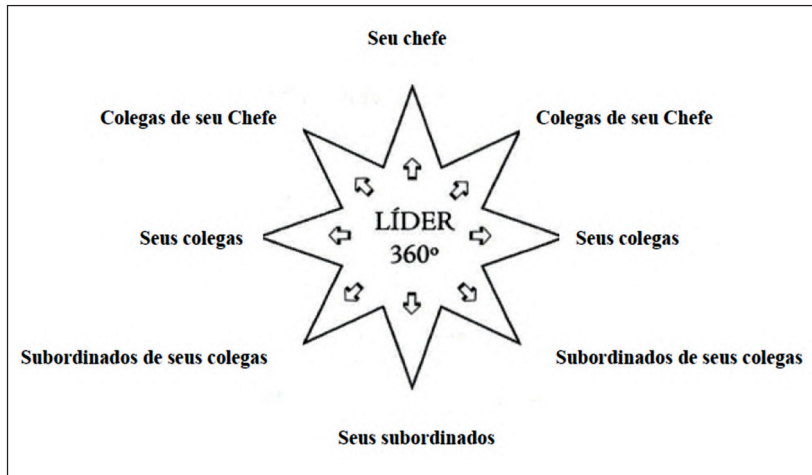 Seu chefe
Colegas de seu Chefe
Colegas de seu Chefe
LÍDER
360º
Seus colegas
Seus colegas
Subordinados de seus colegas
Subordinados de seus colegas
Seus subordinados